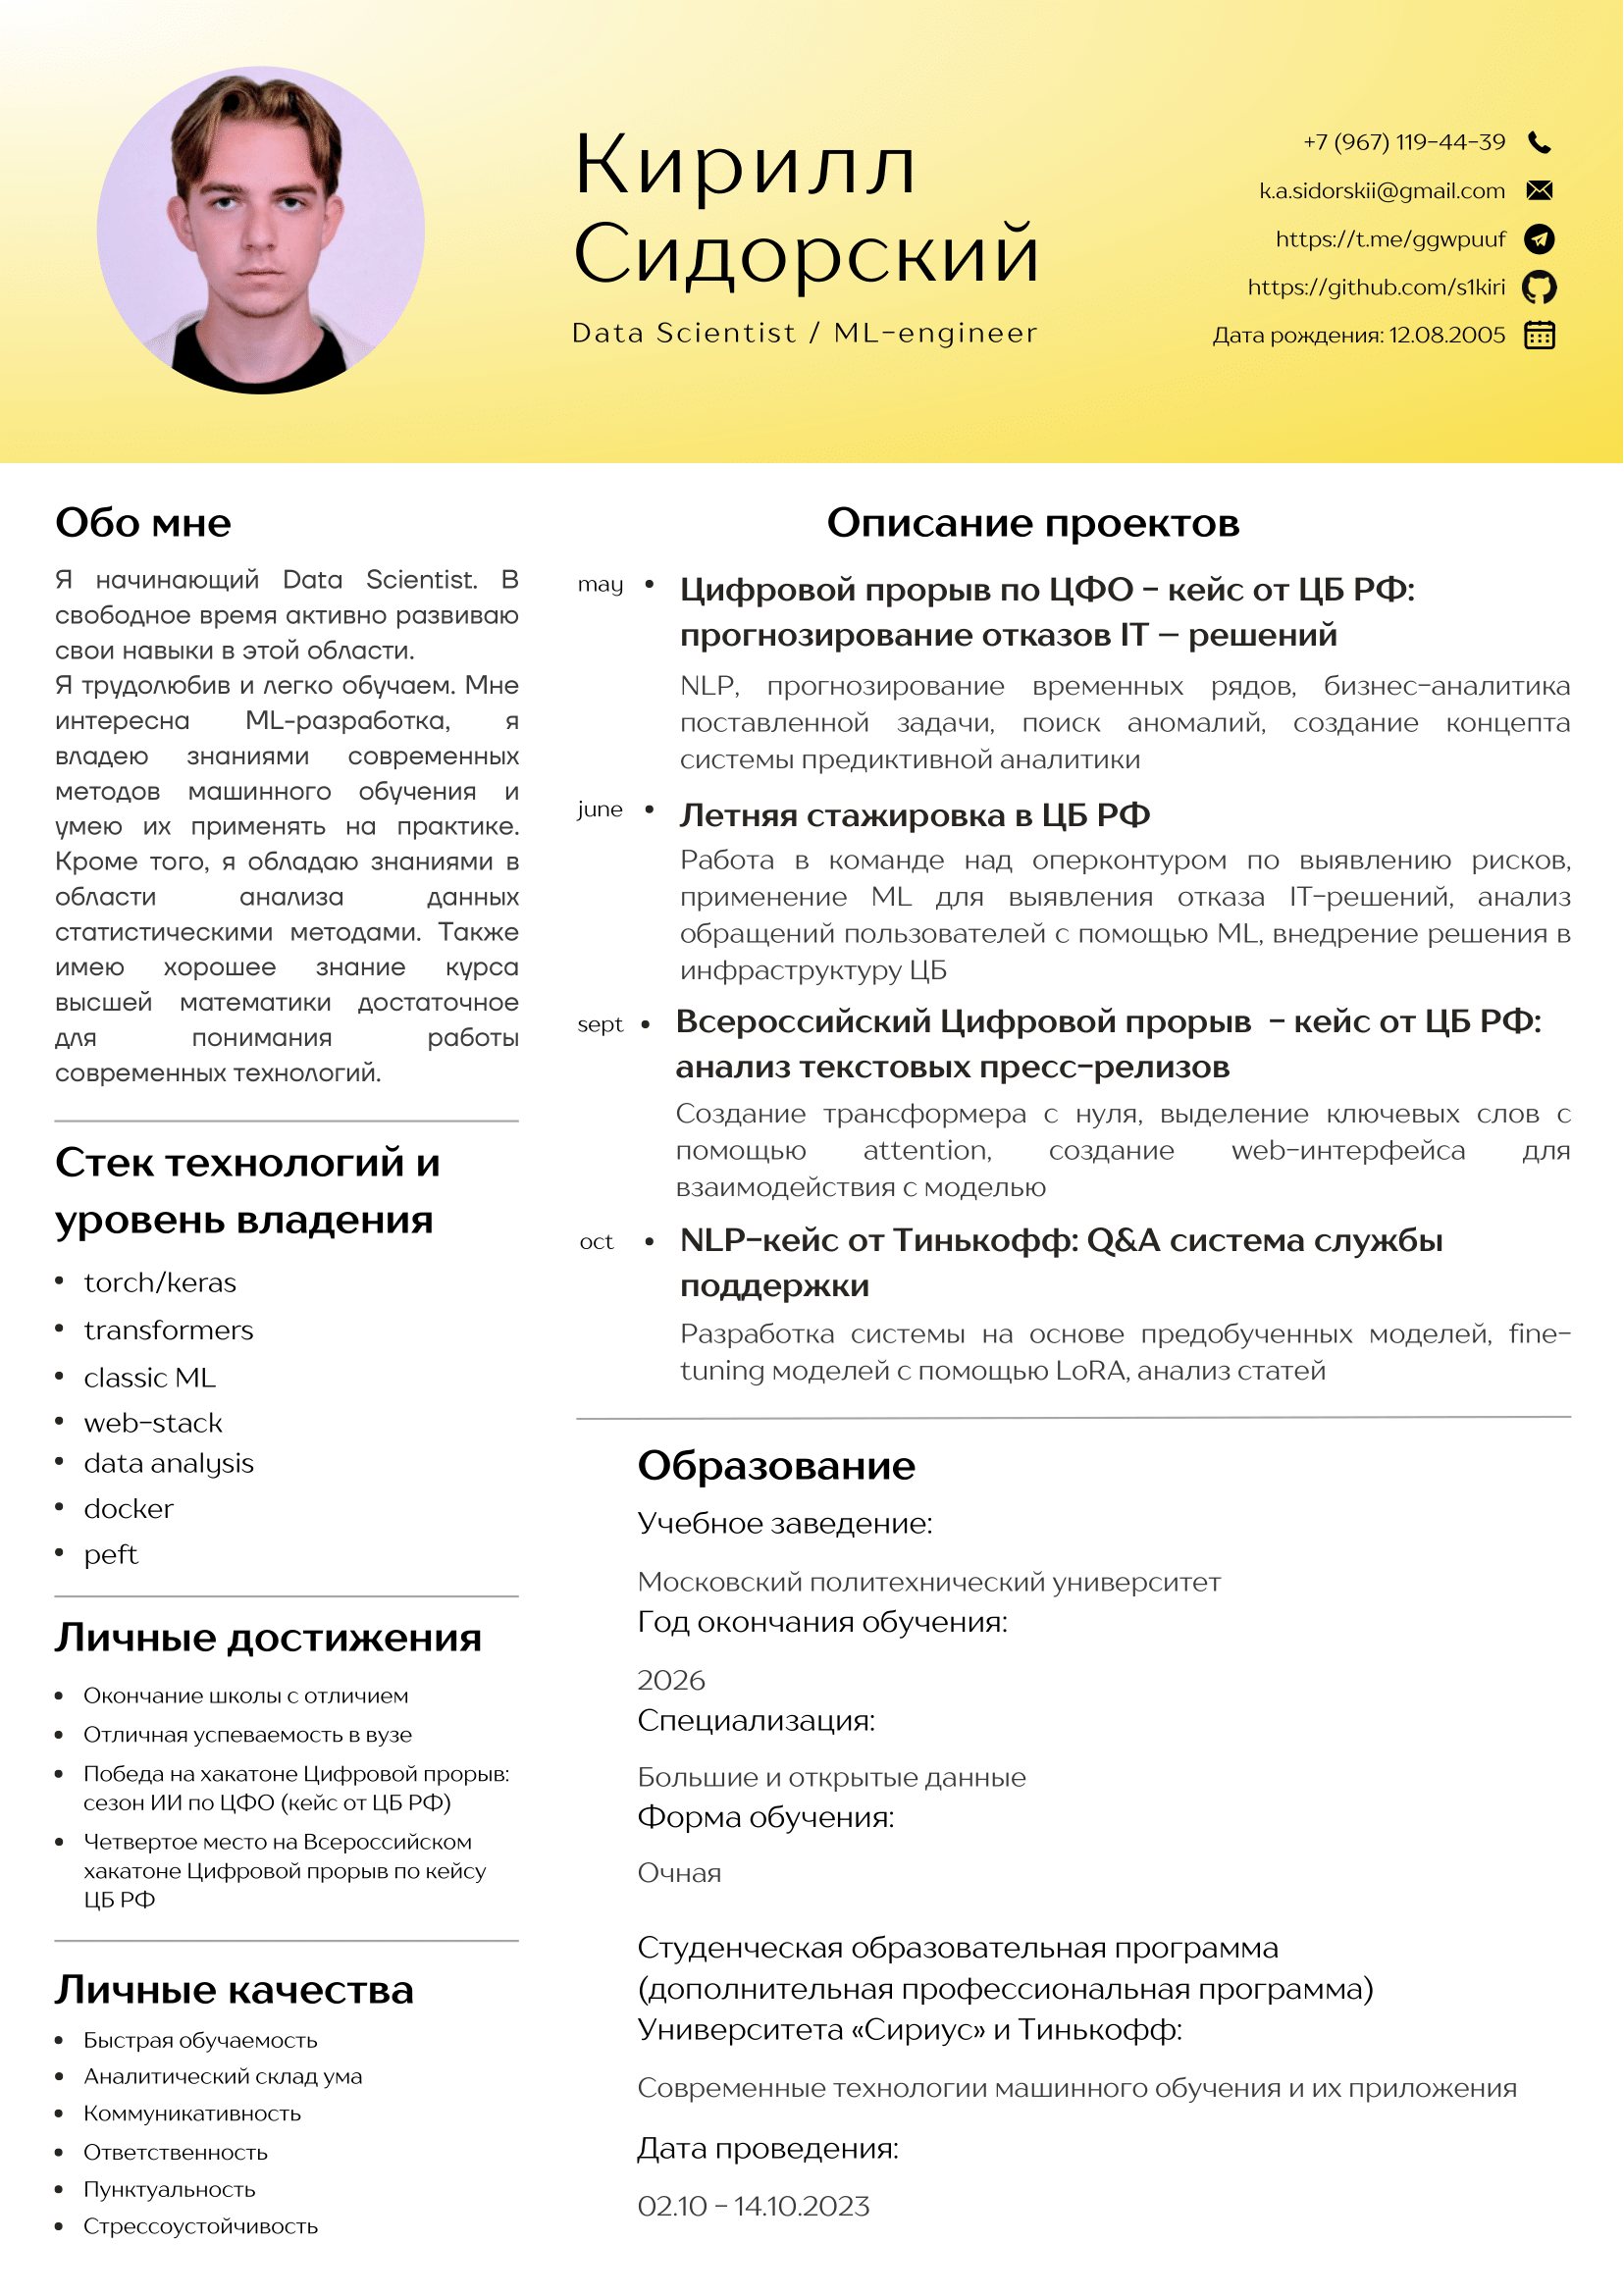 Кирилл
Сидорский
Data Scientist / ML-engineer
+7 (967) 119-44-39
k.a.sidorskii@gmail.com
https://t.me/ggwpuuf
https://github.com/s1kiri
Дата рождения: 12.08.2005
Обо мне
Я начинающий Data Scientist. В
свободное время активно развиваю
свои навыки в этой области.
Я трудолюбив и легко обучаем. Мне
интересна ML-разработка, я
владею знаниями современных
методов машинного обучения и
умею их применять на практике.
Кроме того, я обладаю знаниями в
области анализа данных
статистическими методами. Также
имею хорошее знание курса
высшей математики достаточное
для понимания работы
современных технологий.
Стек технологий и
уровень владения
• torch/keras
• transformers
• classic ML
• web-stack
• data analysis
• docker
• peft
Личные достижения
• Окончание школы с отличием
• Отличная успеваемость в вузе
• Победа на хакатоне Цифровой прорыв:
сезон ИИ по ЦФО (кейс от ЦБ РФ)
• Четвертое место на Всероссийском
хакатоне Цифровой прорыв по кейсу
ЦБ РФ
Личные качества
• Быстрая обучаемость
• Аналитический склад ума
• Коммуникативность
• Ответственность
• Пунктуальность
• Стрессоустойчивость
Описание проектов
may • Цифровой прорыв по ЦФО - кейс от ЦБ РФ:
прогнозирование отказов IT – решений
NLP, прогнозирование временных рядов, бизнес-аналитика
поставленной задачи, поиск аномалий, создание концепта
системы предиктивной аналитики
june • Летняя стажировка в ЦБ РФ
Работа в команде над оперконтуром по выявлению рисков,
применение ML для выявления отказа IT-решений, анализ
обращений пользователей с помощью ML, внедрение решения в
инфраструктуру ЦБ
sept • Всероссийский Цифровой прорыв - кейс от ЦБ РФ:
анализ текстовых пресс-релизов
Создание трансформера с нуля, выделение ключевых слов с
помощью attention, создание web-интерфейса для
взаимодействия с моделью
oct • NLP-кейс от Тинькофф: Q&A система службы
поддержки
Разработка системы на основе предобученных моделей, fine-
tuning моделей с помощью LoRA, анализ статей
Образование
Учебное заведение:
Московский политехнический университет
Год окончания обучения:
2026
Специализация:
Большие и открытые данные
Форма обучения:
Очная
Студенческая образовательная программа
(дополнительная профессиональная программа)
Университета «Сириус» и Тинькофф:
Современные технологии машинного обучения и их приложения
Дата проведения:
02.10 - 14.10.2023